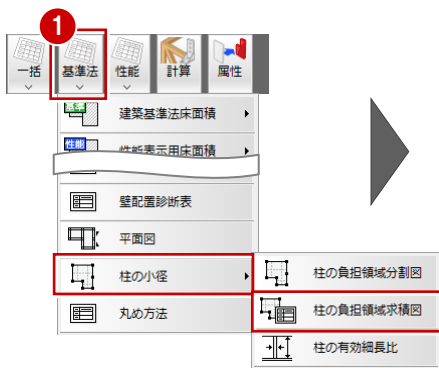 1
一括
基準法
性能
計算
属性
基準
建築基準法床面積
性能
性能表示用床面積
壁配置診断表
平面図
柱の小径
柱の負担領域分割図
丸め方法
柱の負担領域求積図
柱の有効細長比